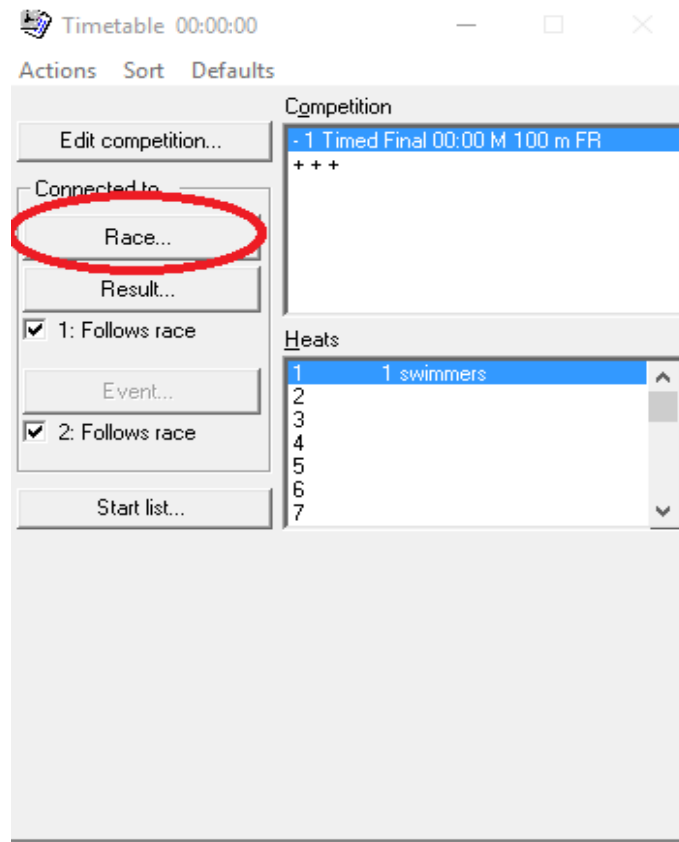 Timetable 00:00:00
Actions Sort Defaults
Edit competition...
Connected to
Race...
Result...
1: Follows race
Event...
2: Follows race
Start list...
Competition
- 1 Timed Final 00:00 M 100 m FR
+ + +
Heats
1 1 swimmers
2
3
4
5
6
7